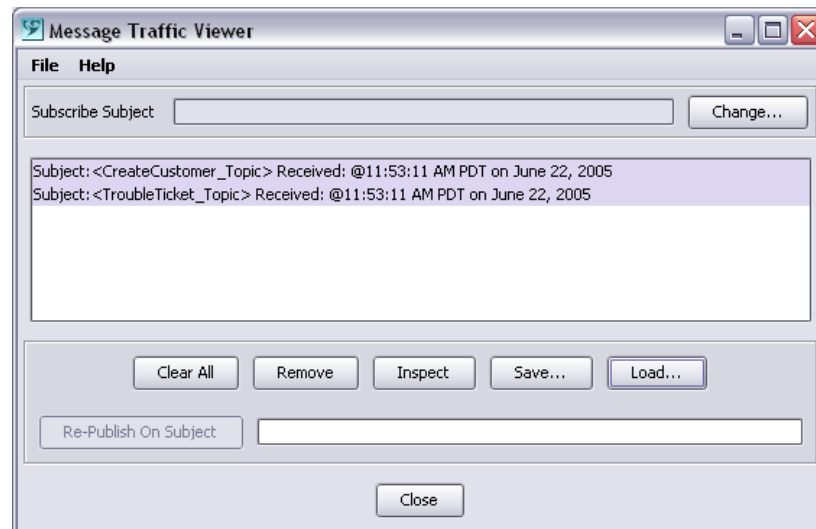 Message Traffic Viewer
File Help
Subscribe Subject Change...
Subject:<CreateCustomer_Topic> Received: @11:53:11 AM PDT on June 22, 2005
Subject:<TroubleTicket_Topic> Received: @11:53:11 AM PDT on June 22, 2005
Clear All Remove Inspect Save... Load...
Re-Publish On Subject
Close